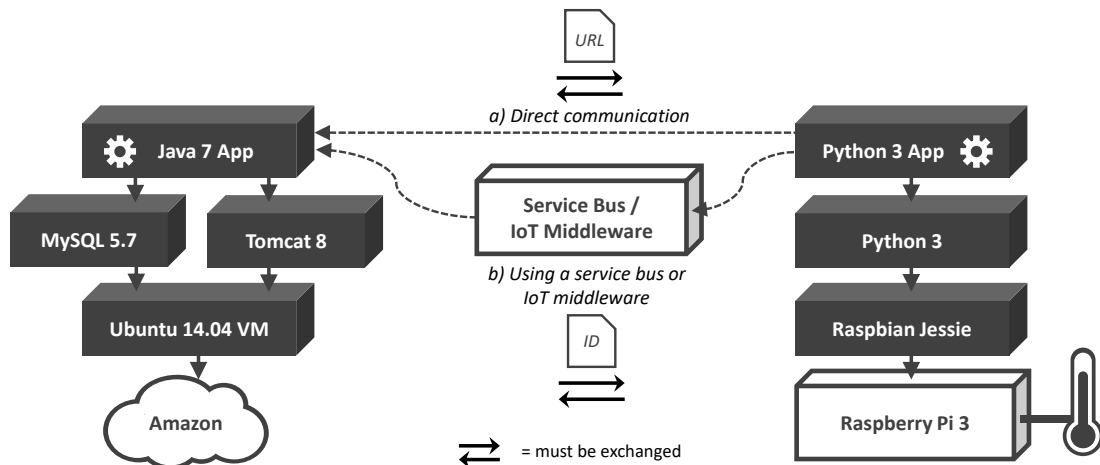 URL
a) Direct communication
Java 7 App
Python 3 App
Service Bus /
IoT Middleware
MySQL 5.7
Tomcat 8
Python 3
b) Using a service bus or
IoT middleware
Ubuntu 14.04 VM
Raspbian Jessie
ID
Amazon
Raspberry Pi 3
= must be exchanged